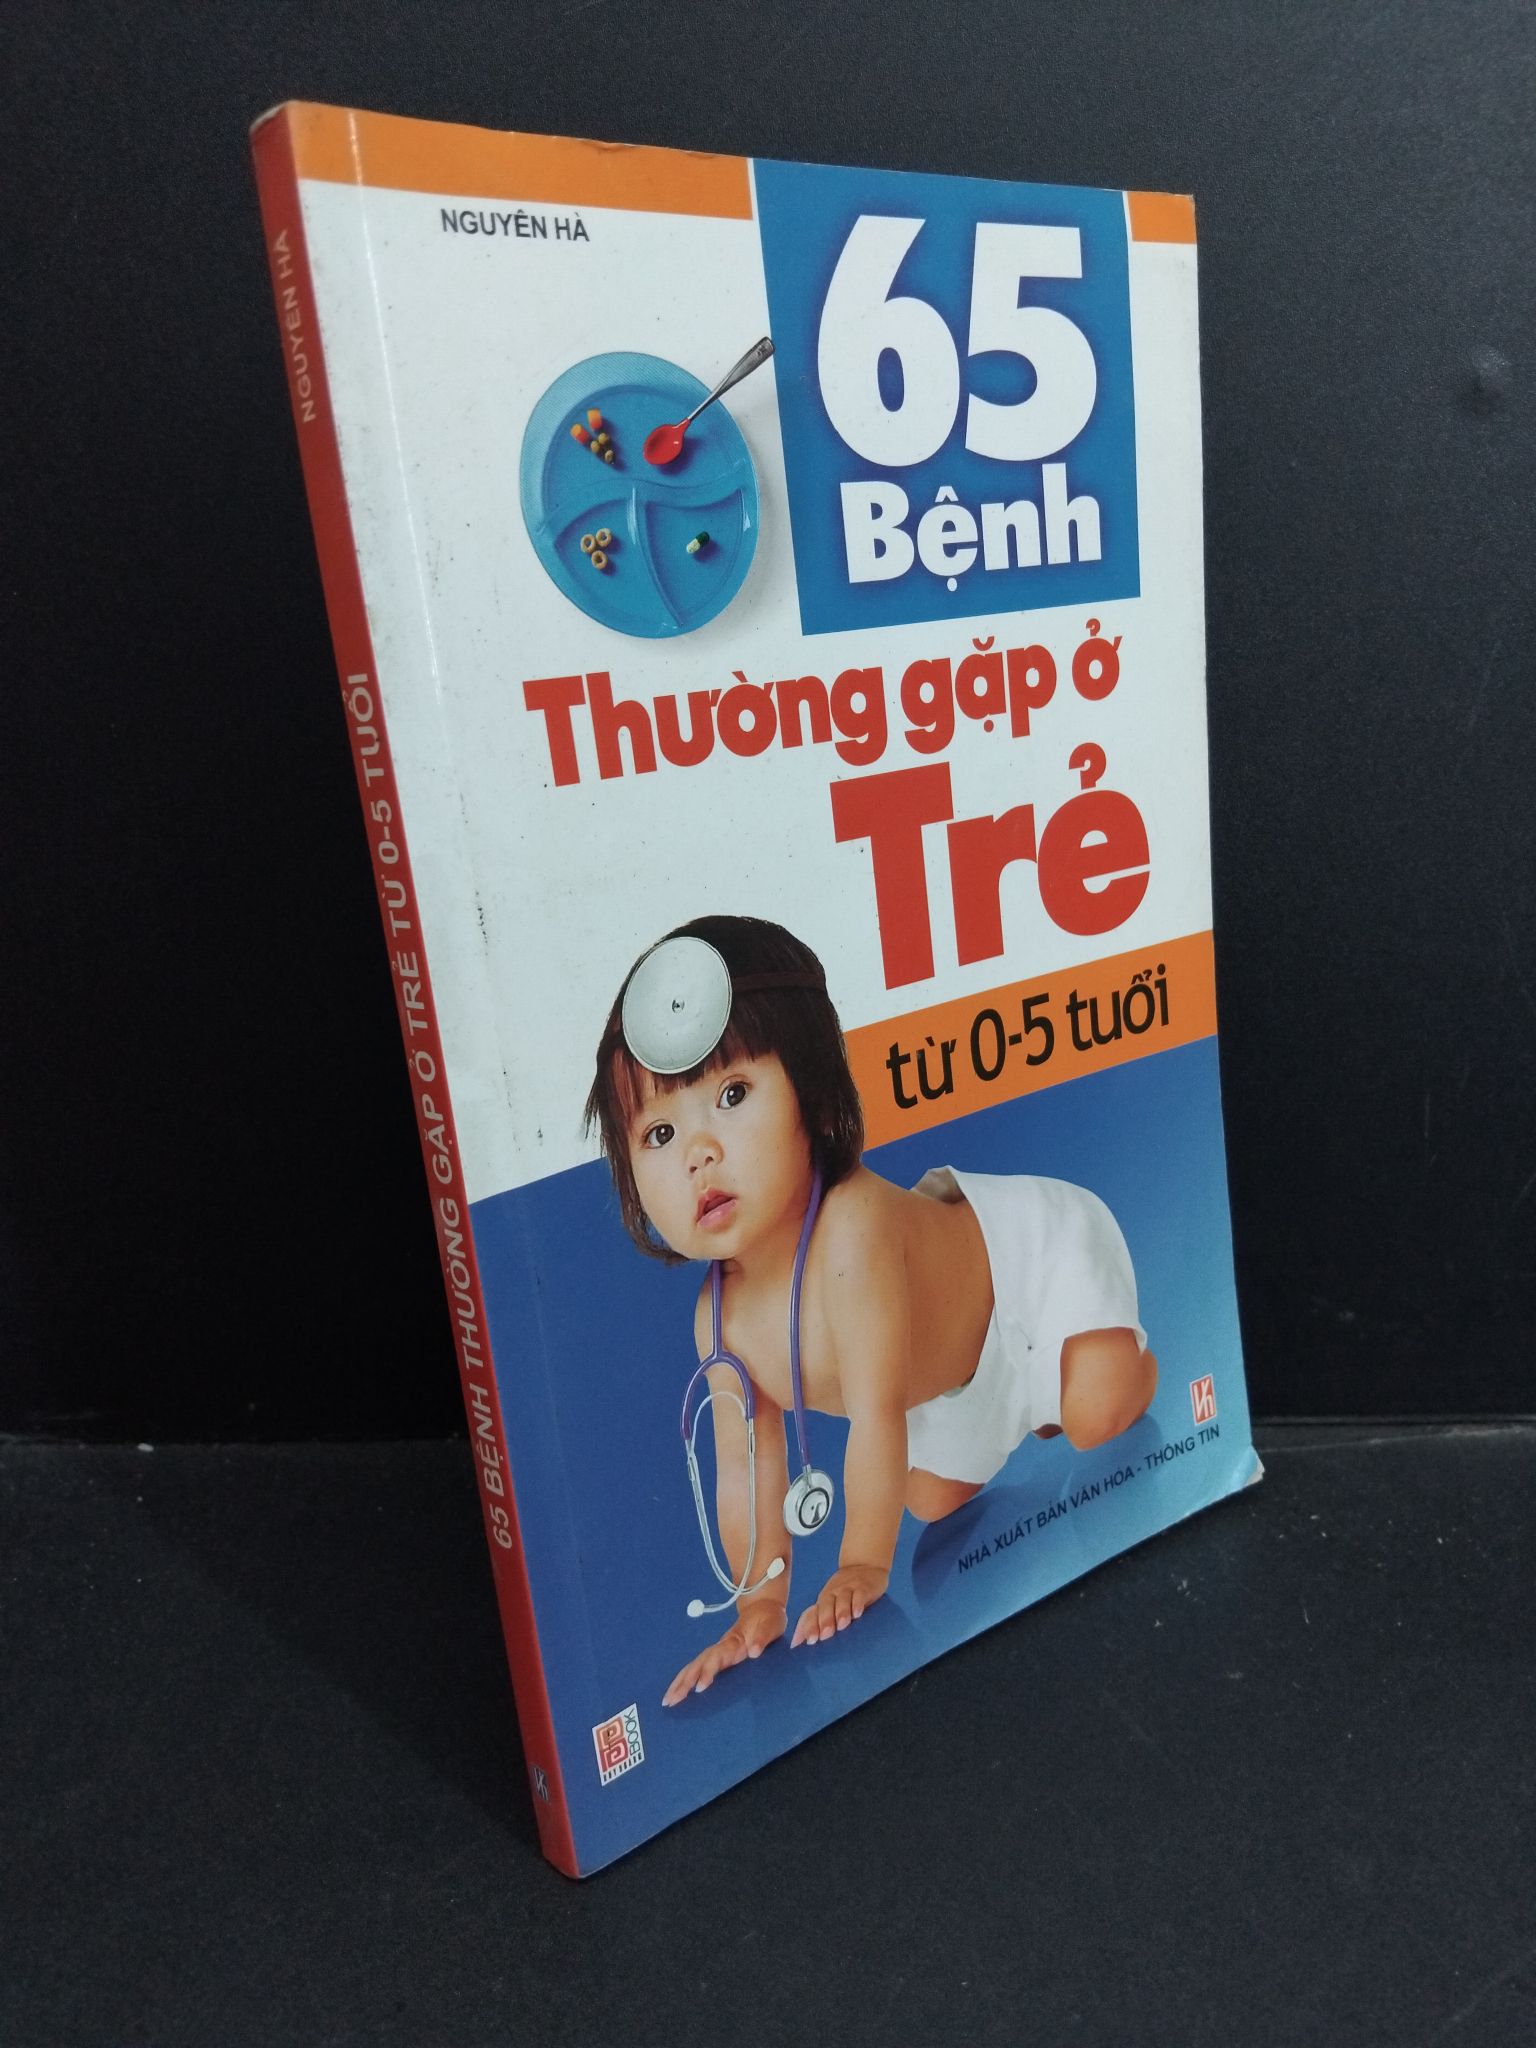 NGUYÊN HÀ
65
Bệnh
Thường gặp ở
Trẻ
từ 0-5 tuổi
NHÀ XUẤT BẢN VĂN HÓA - THÔNG TIN
BOOK
NGUYÊN HÀ
65 BỆNH THƯỜNG GẶP Ở TRẺ TỪ 0-5 TUỔI